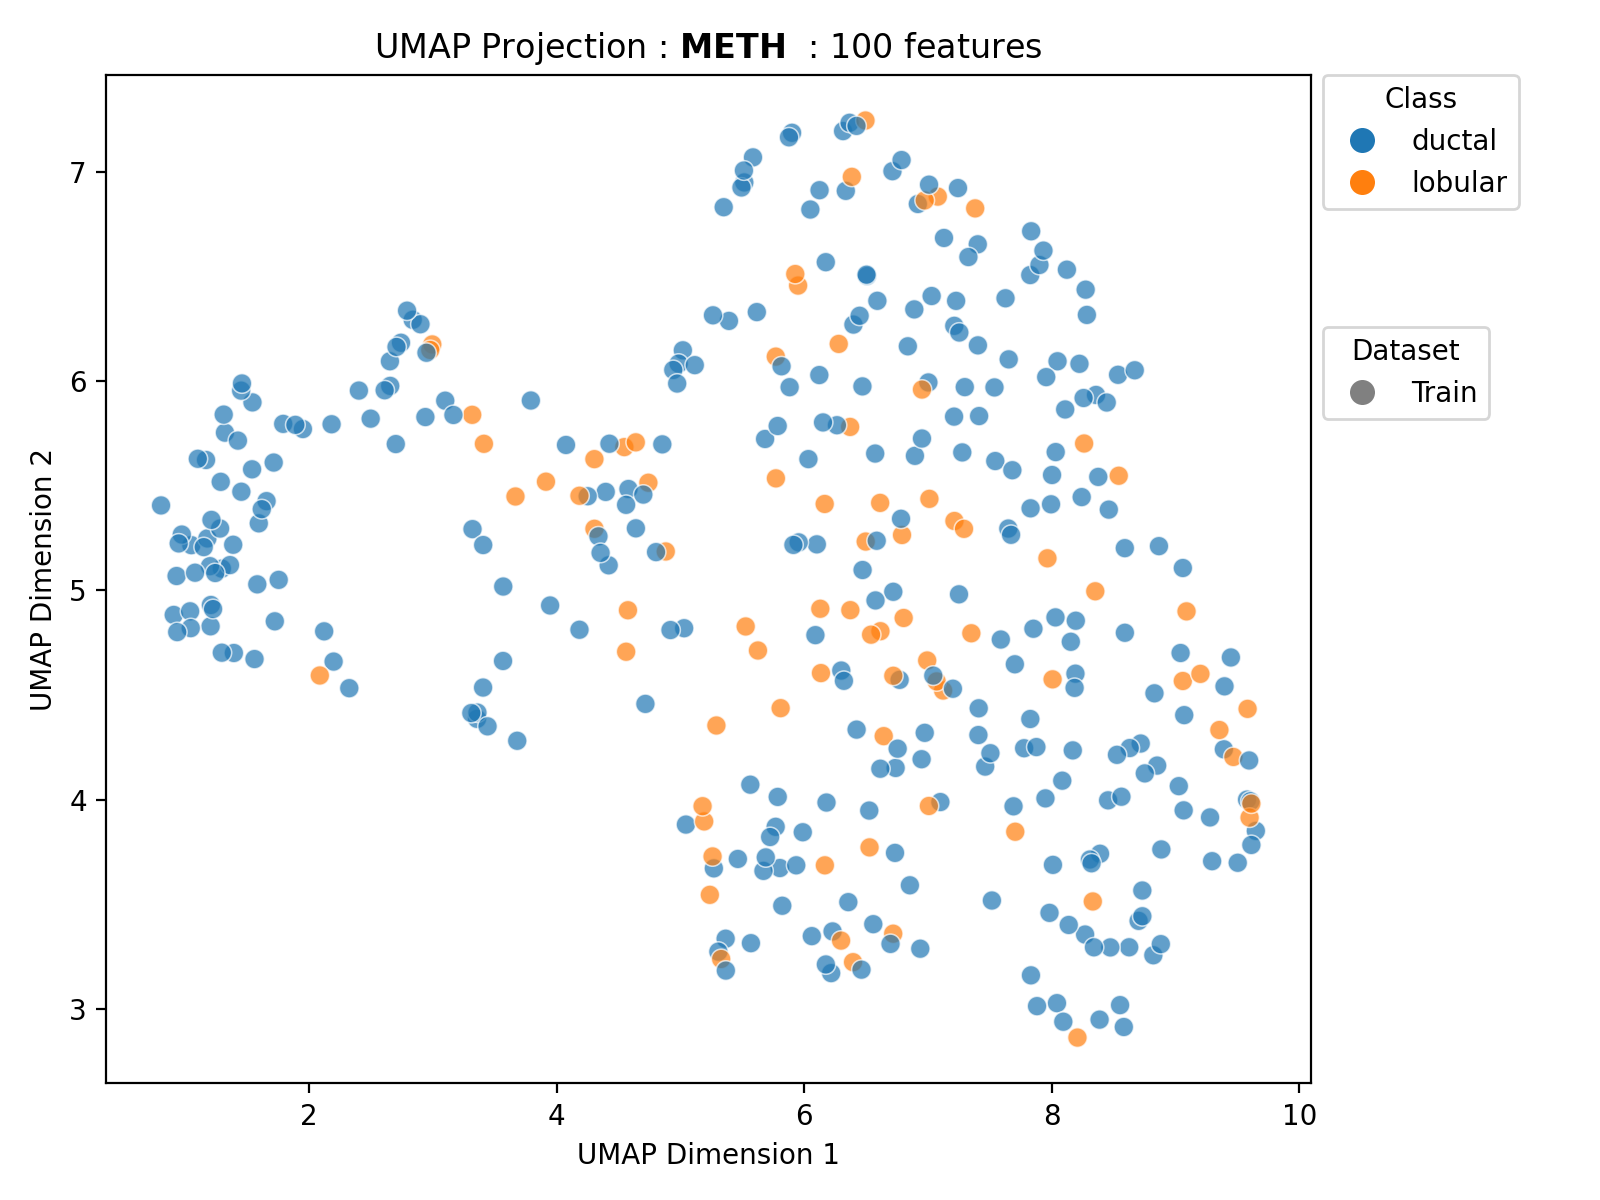 UMAP Projection : METH : 100 features
Class
ductal
lobular
Dataset
Train
UMAP Dimension 2
7
6
5
4
3
2
4
6
8
10
UMAP Dimension 1